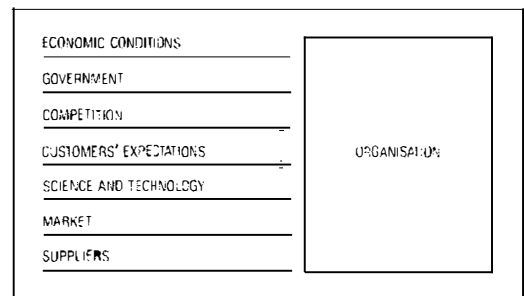 ECONOMIC CONDITIONS
GOVERNMENT
COMPETITION
CUSTOMERS' EXPECTATIONS
ORGANISATION
SCIENCE AND TECHNOLOGY
MARKET
SUPPLIERS